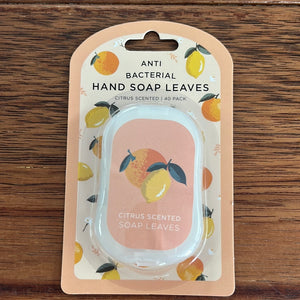 ANTI
BACTERIAL
HAND SOAP LEAVES
CITRUS SCENTED | 40 PACK
CITRUS SCENTED
SOAP LEAVES